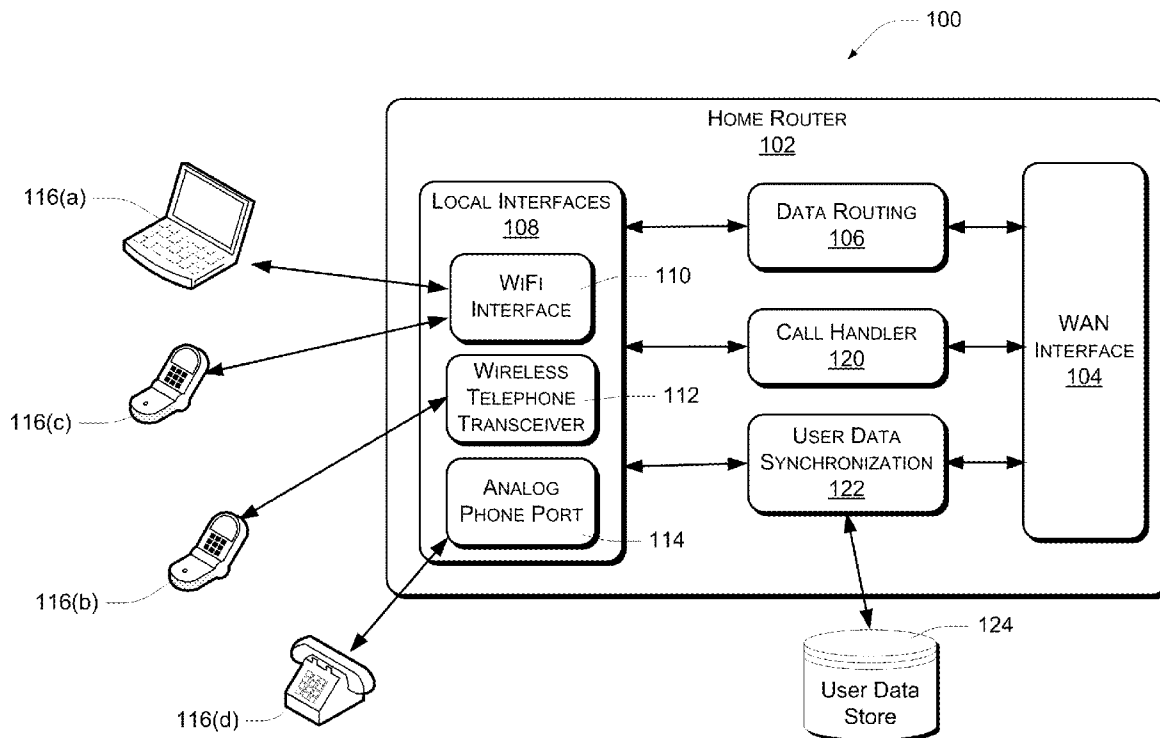 100
HOME ROUTER
102
116(a)
LOCAL INTERFACES
108
DATA ROUTING
106
WIFI
INTERFACE
110
WAN
INTERFACE
104
CALL HANDLER
120
116(c)
WIRELESS
TELEPHONE
TRANSCEIVER
112
USER DATA
SYNCHRONIZATION
122
ANALOG
PHONE PORT
114
116(b)
124
User Data
Store
116(d)